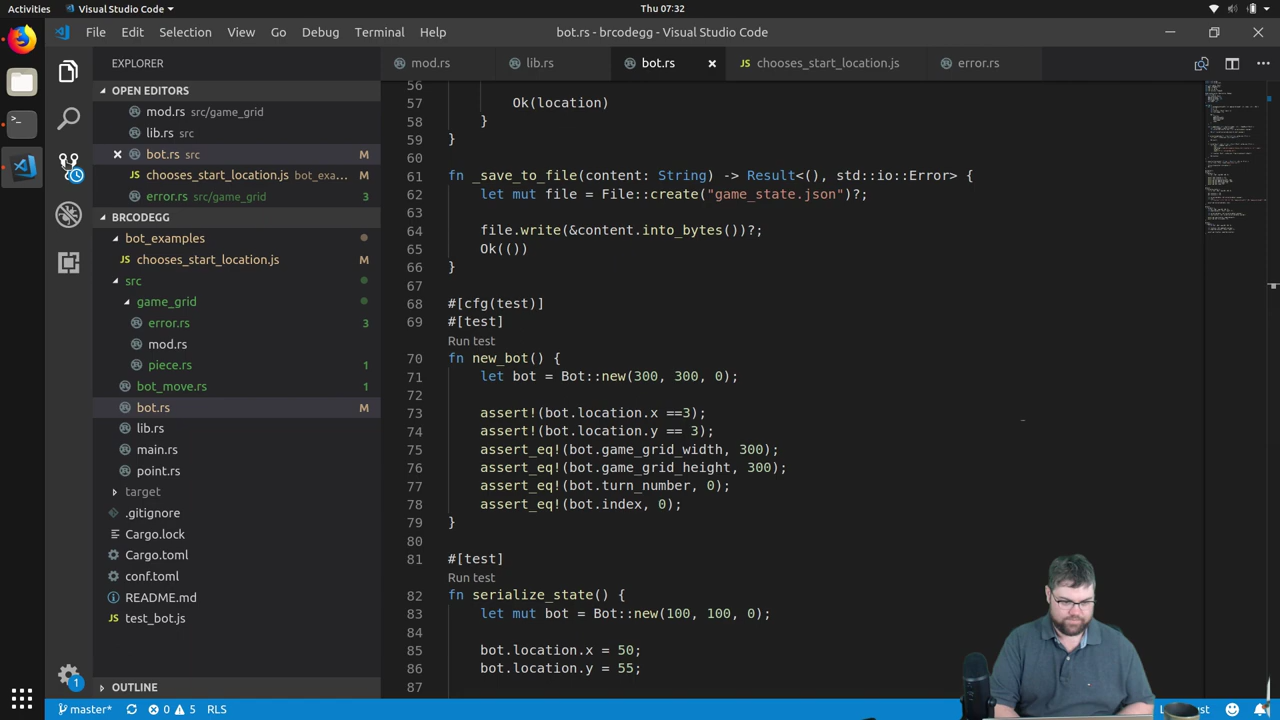 Activities
Visual Studio Code
Thu 07:32
File Edit Selection View Go Debug Terminal Help
bot.rs - brcodegg - Visual Studio Code
EXPLORER
OPEN EDITORS
mod.rs src/game_grid
lib.rs src
bot.rs src M
chooses_start_location.js bot_exa... M
error.rs src/game_grid 2
BRCODEGG
bot_examples
chooses_start_location.js M
src
game_grid
error.rs 3
mod.rs
piece.rs 1
bot_move.rs 1
bot.rs M
lib.rs
main.rs
point.rs
target
.gitignore
Cargo.lock
Cargo.toml
conf.toml
README.md
test_bot.js
OUTLINE
mod.rs lib.rs bot.rs chooses_start_location.js error.rs
56
57 Ok(location)
58 }
59 }
60
61 fn _save_to_file(content: String) -> Result<(), std::io::Error> {
62 let mut file = File::create("game_state.json")?;
63
64 file.write(&content.into_bytes())?;
65 Ok(())
66 }
67
68 #[cfg(test)]
69 #[test]
Run test
70 fn new_bot() {
71 let bot = Bot::new(300, 300, 0);
72
73 assert!(bot.location.x ==3);
74 assert!(bot.location.y == 3);
75 assert_eq!(bot.game_grid_width, 300);
76 assert_eq!(bot.game_grid_height, 300);
77 assert_eq!(bot.turn_number, 0);
78 assert_eq!(bot.index, 0);
79 }
80
81 #[test]
Run test
82 fn serialize_state() {
83 let mut bot = Bot::new(100, 100, 0);
84
85 bot.location.x = 50;
86 bot.location.y = 55;
87
1
master* 0 5 RLS